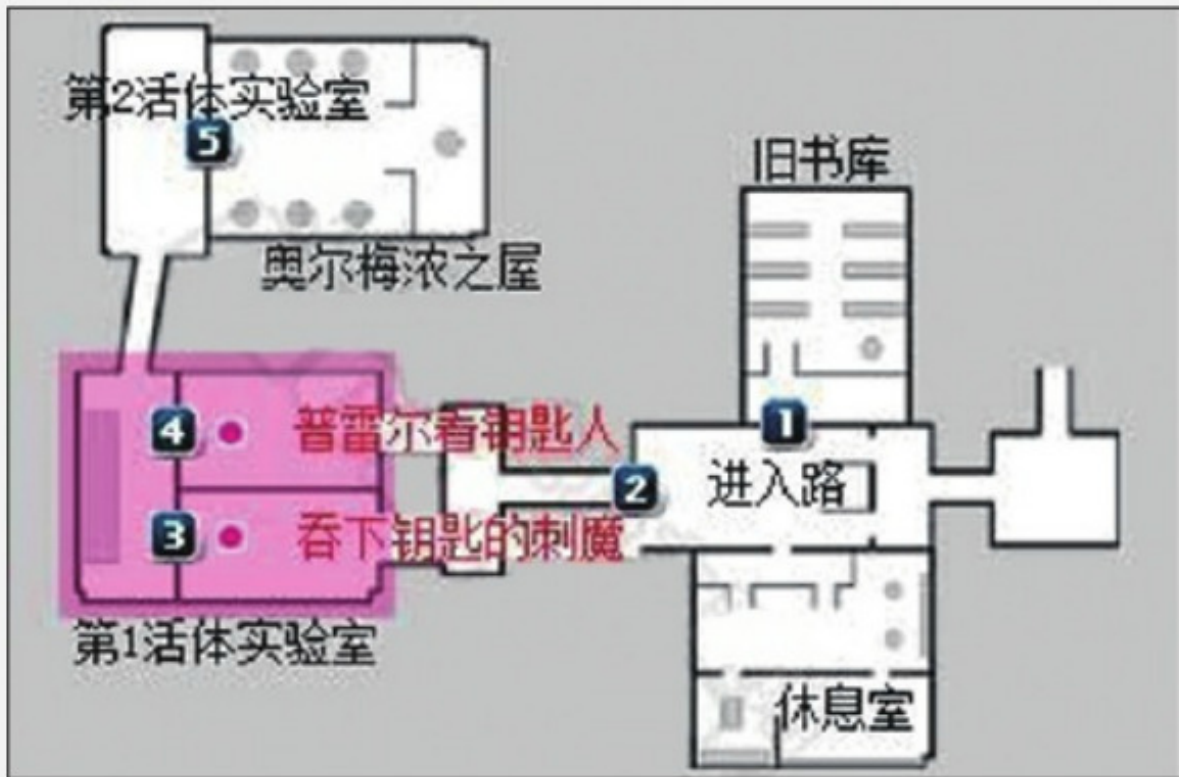 第2活体实验室
5
旧书库
奥尔梅浓之屋
4
普雷尔看钥匙人
1
进入路
2
3
吞下钥匙的刺魔
第1活体实验室
休息室